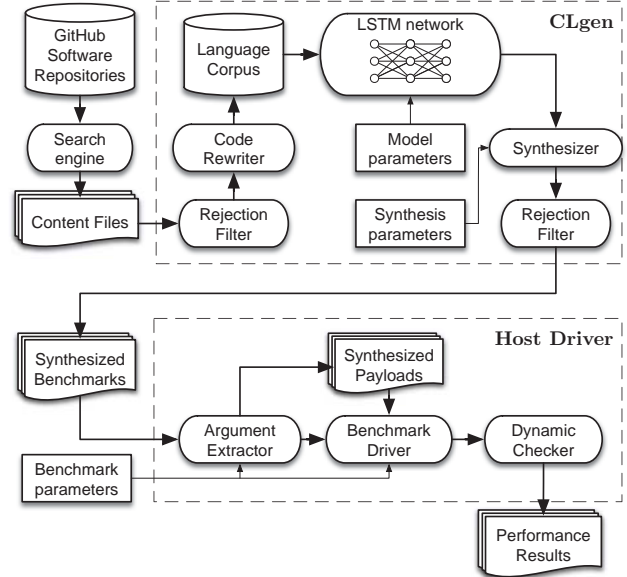 GitHub
Software
Repositories
Search
engine
Content Files
CLgen
Language
Corpus
Code
Rewriter
Rejection
Filter
LSTM network
Model
parameters
Synthesis
parameters
Synthesizer
Rejection
Filter
Synthesized
Benchmarks
Benchmark
parameters
Host Driver
Synthesized
Payloads
Argument
Extractor
Benchmark
Driver
Dynamic
Checker
Performance
Results